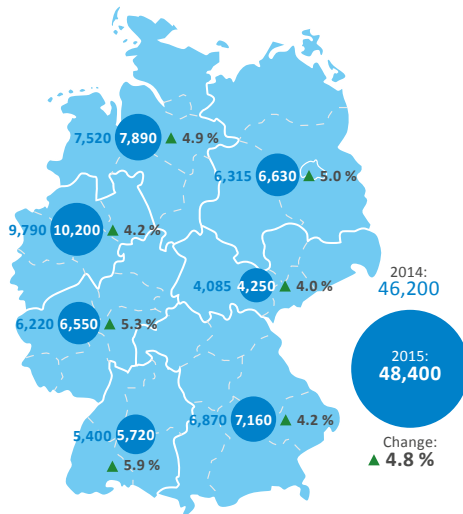 7,520 7,890 ▲ 4.9 %
6,315 6,630 ▲ 5.0 %
9,790 10,200 ▲ 4.2 %
4,085 4,250 ▲ 4.0 %
6,220 6,550 ▲ 5.3 %
5,400 5,720
▲ 5.9 %
6,870 7,160 ▲ 4.2 %
2014:
46,200
2015:
48,400
Change:
▲ 4.8 %